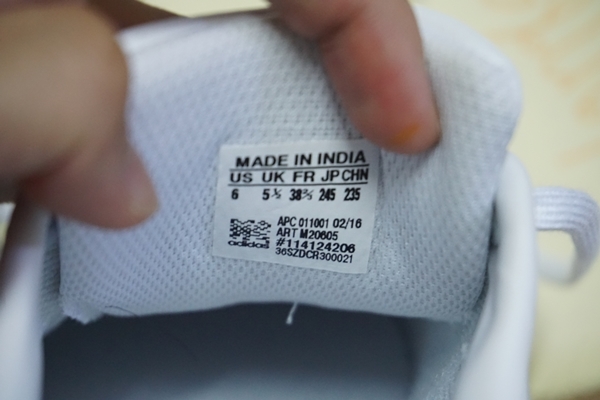 MADE IN INDIA
US UK FR JP CHN
6 5½ 38⅔ 245 235
APC 011001 02/16
ART M20605
#114124206
36SZDCR300021
adidas